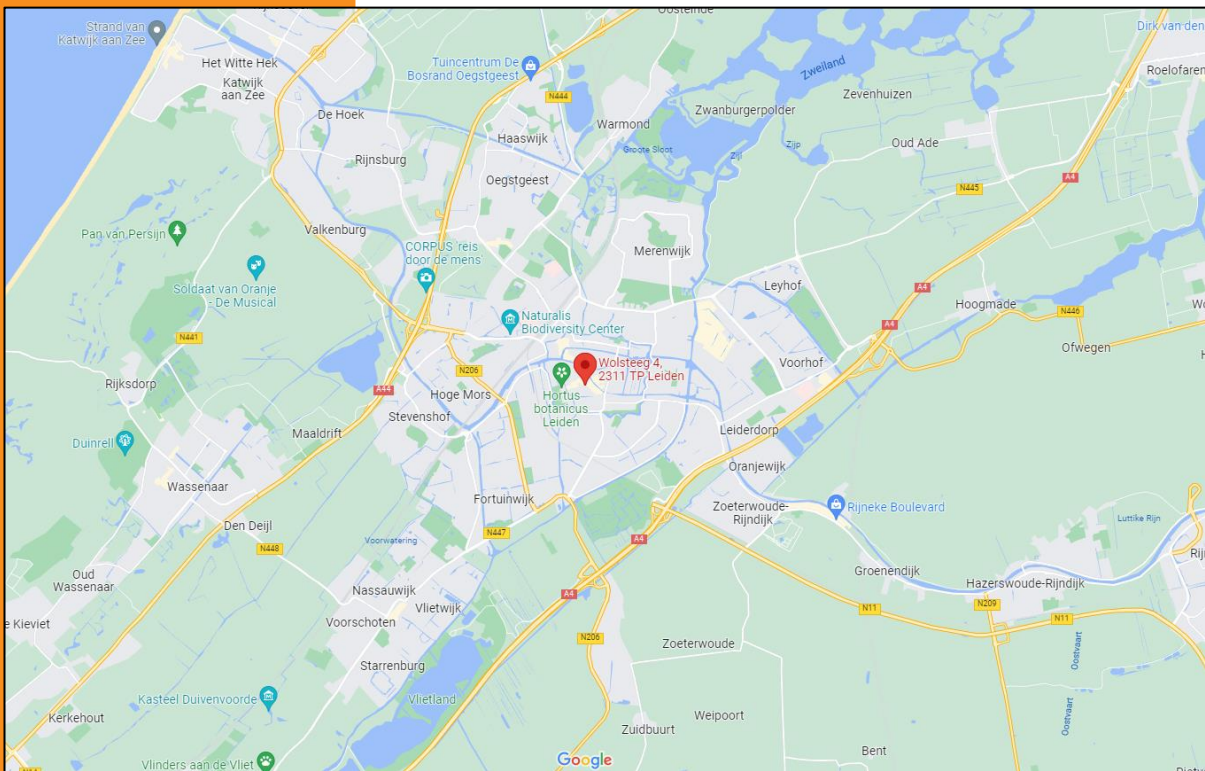 Oosteinde
Strand van
Katwijk aan Zee
Dirk van den
Het Witte Hek
Tuincentrum De
Bosrand Oegstgeest
Zweiland
Roelofaren
Katwijk
aan Zee
N444
Zevenhuizen
De Hoek
Warmond
Zwanburgerpolder
Haaswijk
Groote Sloot
Zijl
Zijp
Oud Ade
Rijnsburg
Oegstgeest
A4
N445
Pan van Persijn
Valkenburg
Merenwijk
CORPUS 'reis
door de mens
Soldaat van Oranje
- De Musical
Leyhof
A4
Hoogmade
N446
Naturalis
Biodiversity Center
A4
N441
Ofwegen
Wolsteeg 4,
2311 TP Leiden
Voorhof
N206
Rijksdorp
A44
Hoge Mors
Hortus
botanicus
Leiden
Stevenshof
Maaldrift
Leiderdorp
Duinrell
Oranjewijk
Wassenaar
Fortuinwijk
Zoeterwoude-
Rijndijk
Rijneke Boulevard
Den Deijl
N447
Luttike Rijn
Voorwatering
A4
N448
Oud
Wassenaar
Groenendijk
Nassauwijk
Hazerswoude-Rijndijk
A4
Vlietwijk
N11
N209
e Kieviet
Voorschoten
N11
N206
Zoeterwoude
Oostvaart
Starrenburg
Kasteel Duivenvoorde
Vlietland
Oostvaart
Kerkehout
Weipoort
Zuidbuurt
Bent
Google
Vlinders aan de Vliet